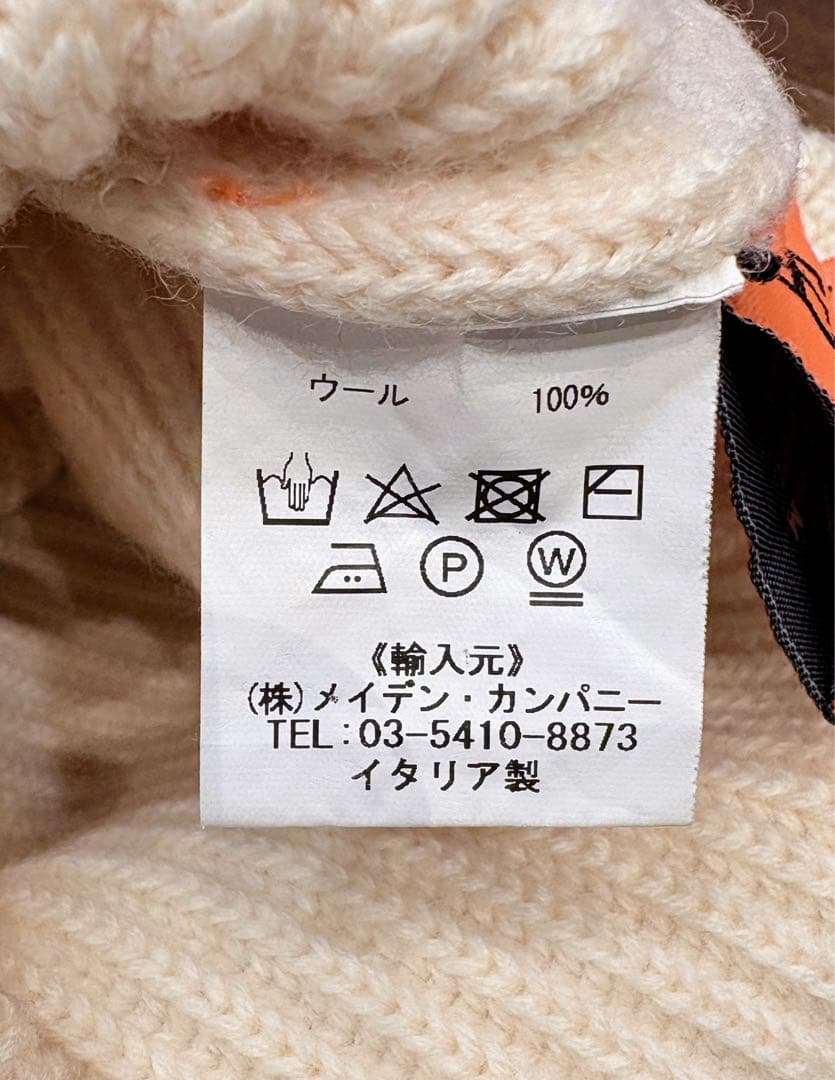 ウール 100%
P W
《輸入元》
(株)メイデン・カンパニー
TEL:03-5410-8873
イタリア製